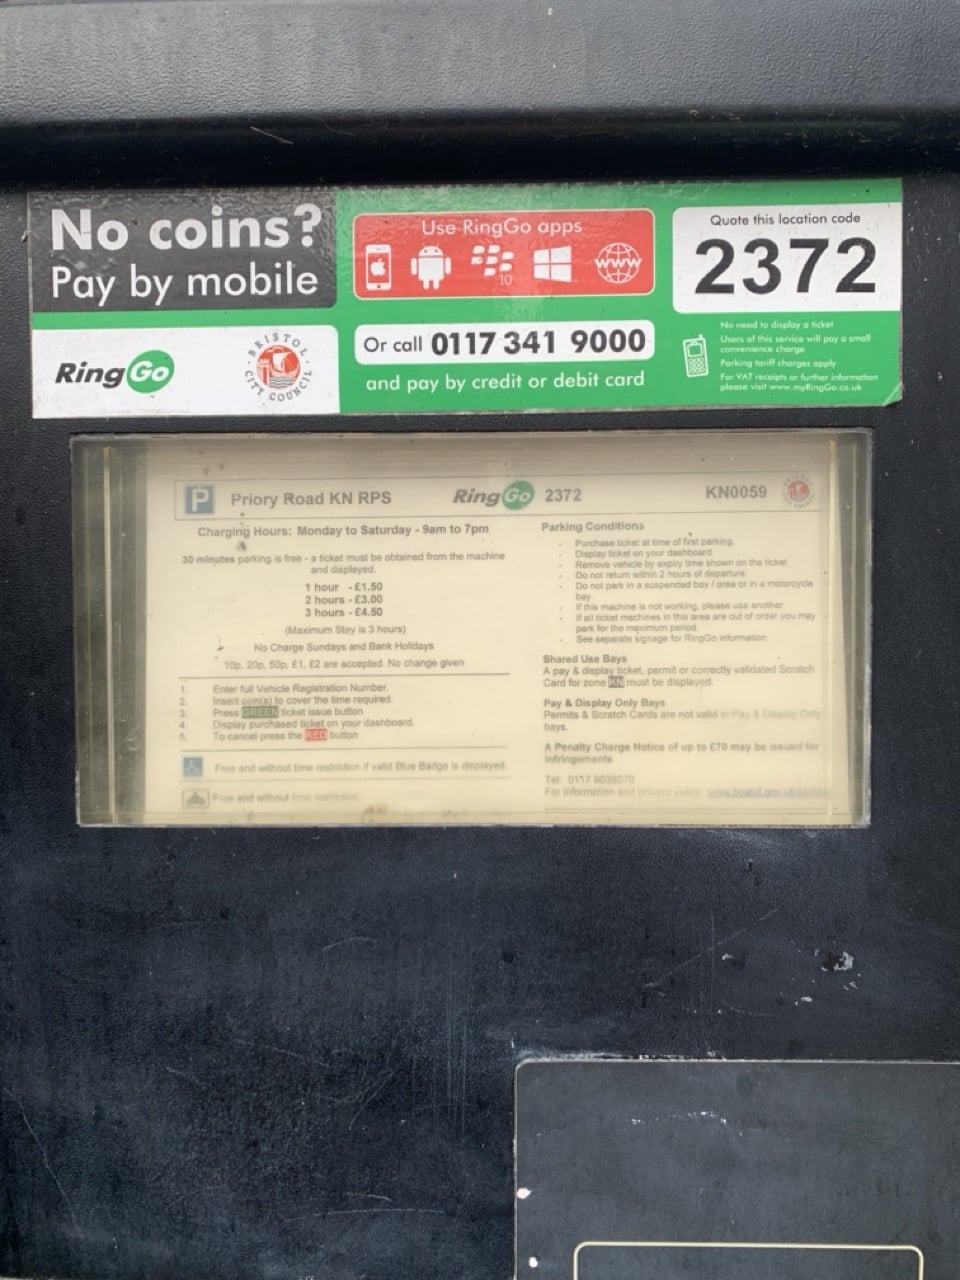 No coins?
Pay by mobile
RingGo
BRISTOL
CITY COUNCIL
Use RingGo apps
10
www
Or call 0117 341 9000
and pay by credit or debit card
Quote this location code
2372
No need to display a ticket
Users of this service will pay a small
convenience charge
Parking tariff charges apply
For VAT receipts or further information
please visit www.myRingGo.co.uk
P Priory Road KN RPS RingGo 2372 KN0059
Charging Hours: Monday to Saturday - 9am to 7pm
30 minutes parking is free - a ticket must be obtained from the machine
and displayed.
1 hour - £1.50
2 hours - £3.00
3 hours - £4.50
(Maximum Stay is 3 hours)
No Charge Sundays and Bank Holidays
10p, 20p, 50p, £1, £2 are accepted. No change given
1. Enter full Vehicle Registration Number.
2. Insert coin(s) to cover the time required.
3. Press GREEN ticket issue button
4. Display purchased ticket on your dashboard.
5. To cancel press the RED button
Free and without time restriction if valid Blue Badge is displayed.
Free and without time restriction.
Parking Conditions
- Purchase ticket at time of first parking.
- Display ticket on your dashboard.
- Remove vehicle by expiry time shown on the ticket
- Do not return within 2 hours of departure.
- Do not park in a suspended bay / area or in a motorcycle
bay.
- If this machine is not working, please use another.
- If all ticket machines in this area are out of order you may
park for the maximum period.
- See separate signage for RingGo information.
Shared Use Bays
A pay & display ticket, permit or correctly validated Scratch
Card for zone KN must be displayed.
Pay & Display Only Bays
Permits & Scratch Cards are not valid in Pay & Display Only
bays.
A Penalty Charge Notice of up to £70 may be issued for
infringements
Tel: 0117 9038070
For information and privacy policy: